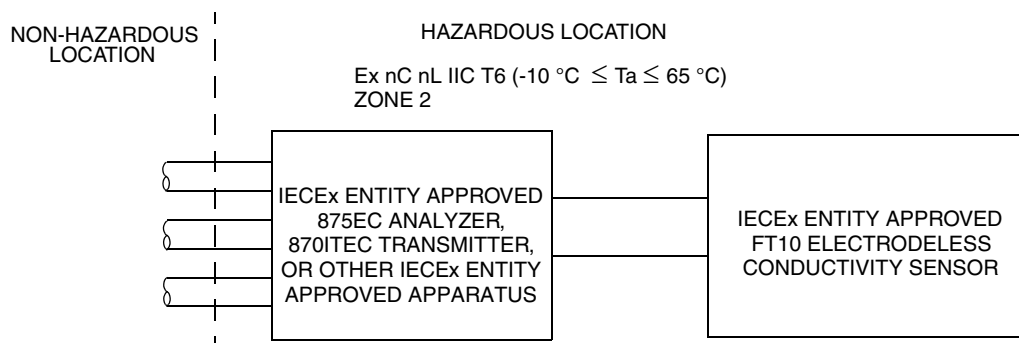 NON-HAZARDOUS
LOCATION
HAZARDOUS LOCATION
Ex nC nL IIC T6 (-10 °C ≤ Ta ≤ 65 °C)
ZONE 2
IECEx ENTITY APPROVED
875EC ANALYZER,
870ITEC TRANSMITTER,
OR OTHER IECEx ENTITY
APPROVED APPARATUS
IECEx ENTITY APPROVED
FT10 ELECTRODELESS
CONDUCTIVITY SENSOR